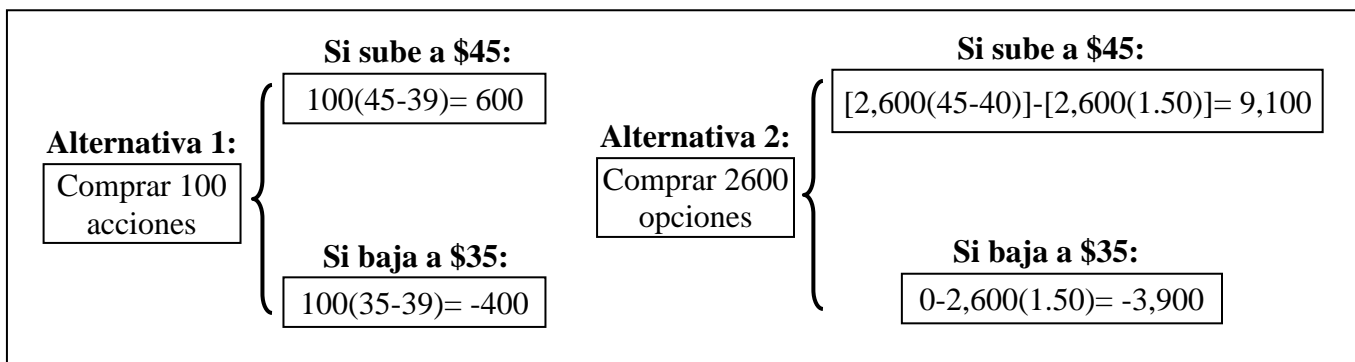 Alternativa 1:
Comprar 100
acciones
Si sube a $45:
100(45-39)= 600
Si baja a $35:
100(35-39)= -400
Alternativa 2:
Comprar 2600
opciones
Si sube a $45:
[2,600(45-40)]-[2,600(1.50)]= 9,100
Si baja a $35:
0-2,600(1.50)= -3,900